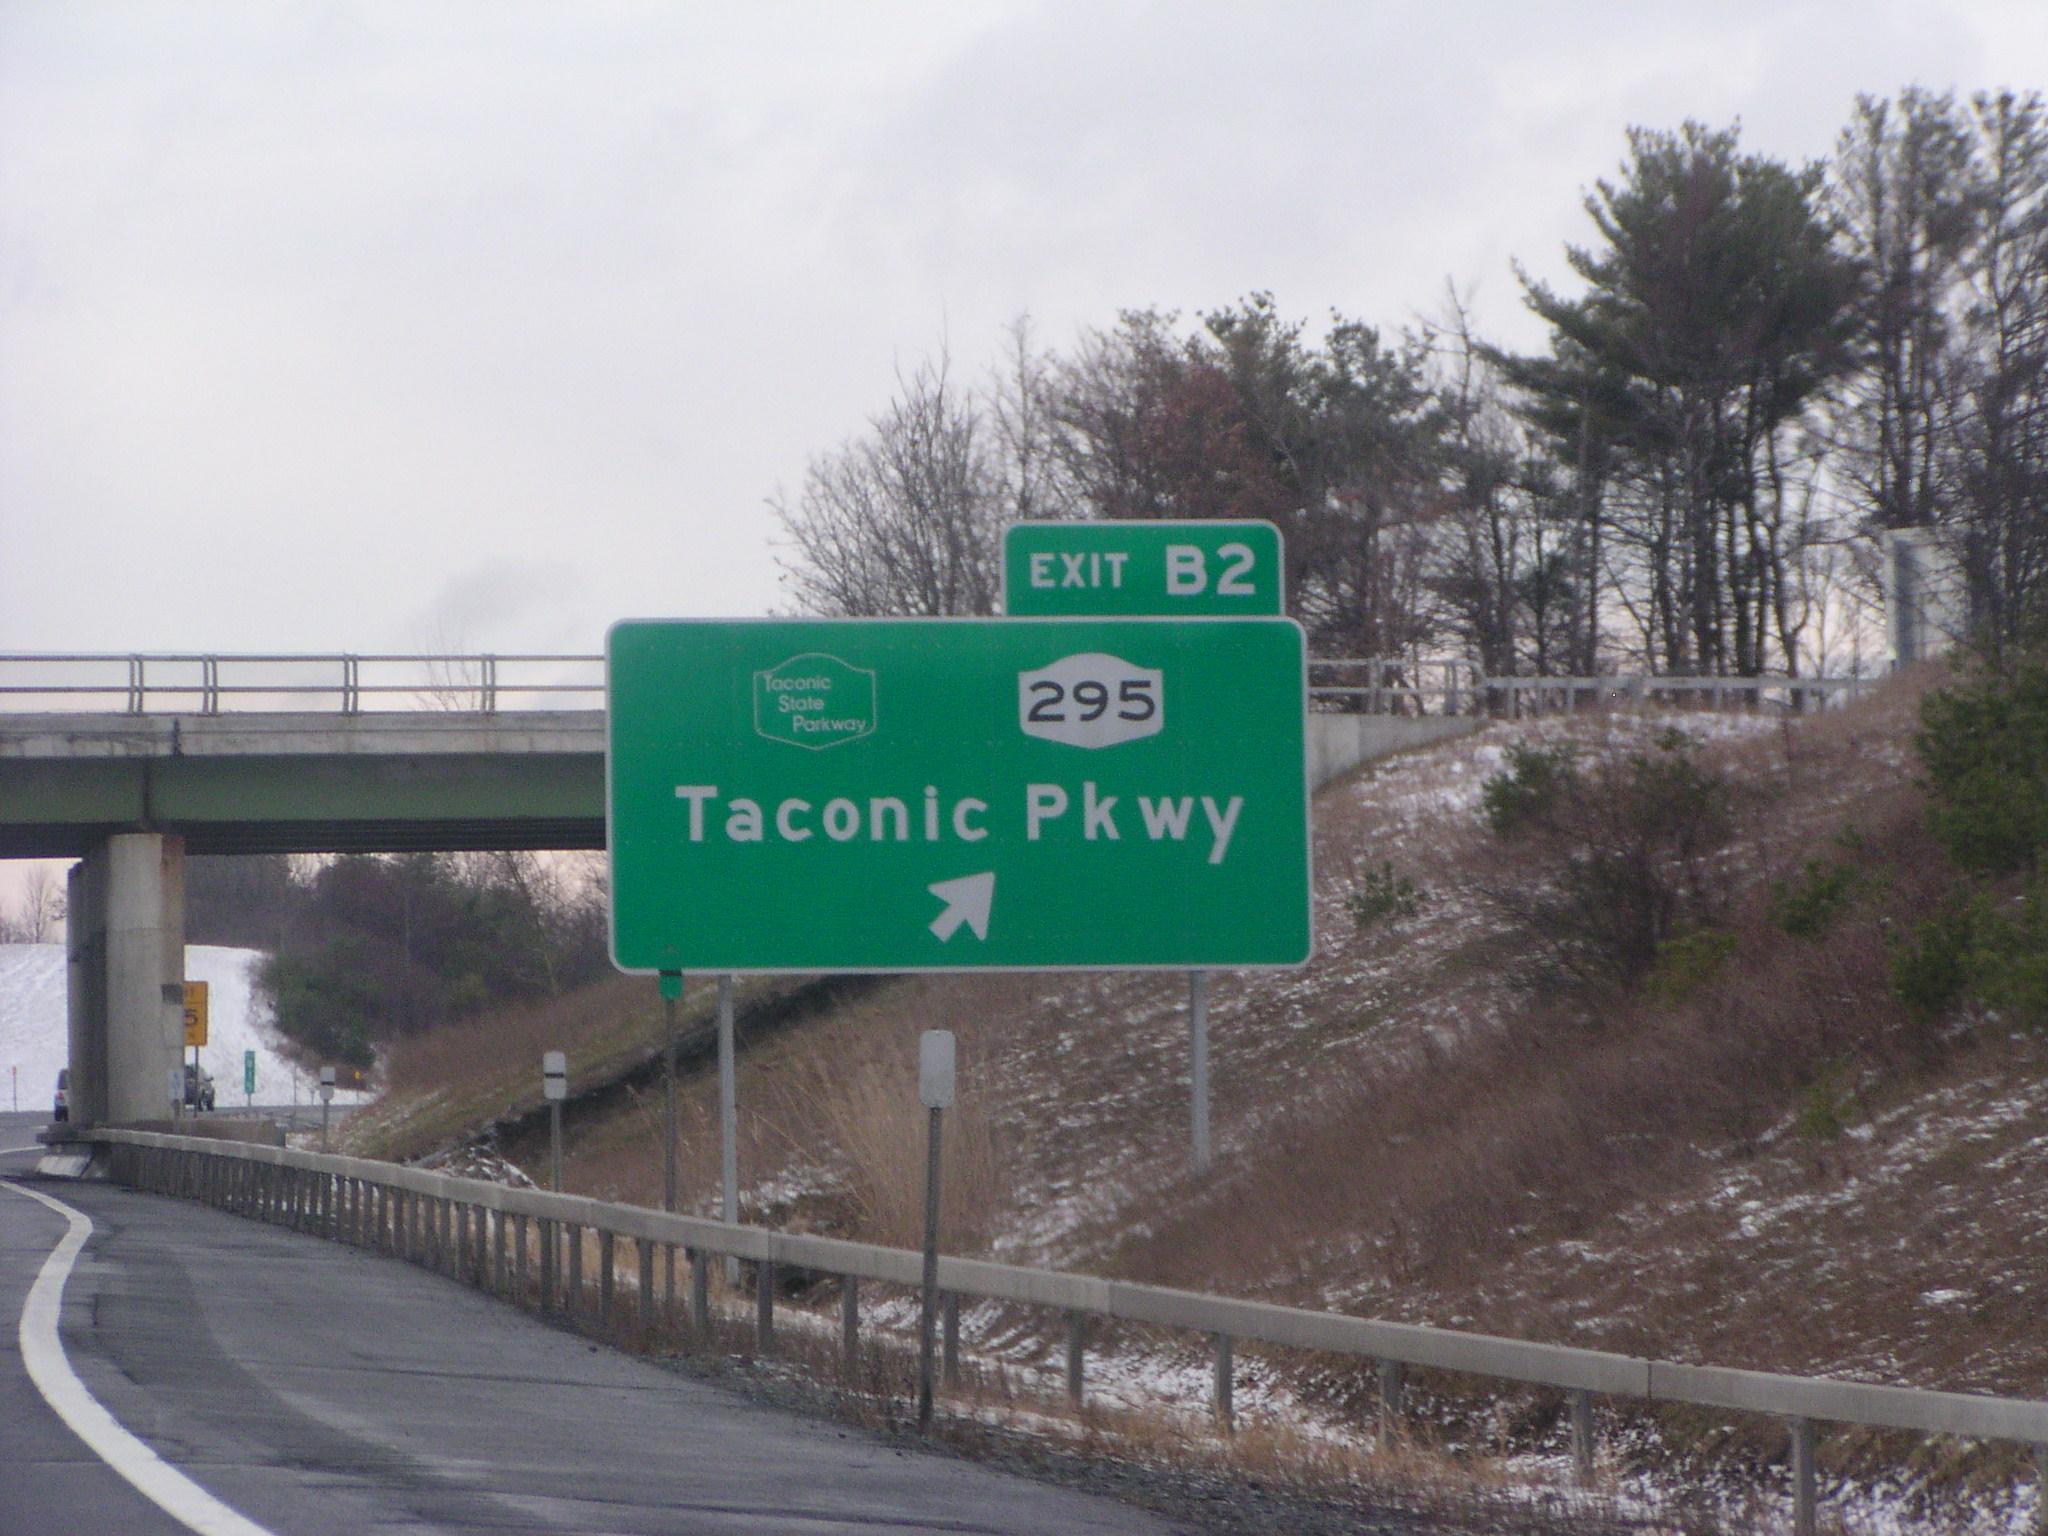 EXIT B2
Taconic
State
Parkway
295
Taconic Pkwy